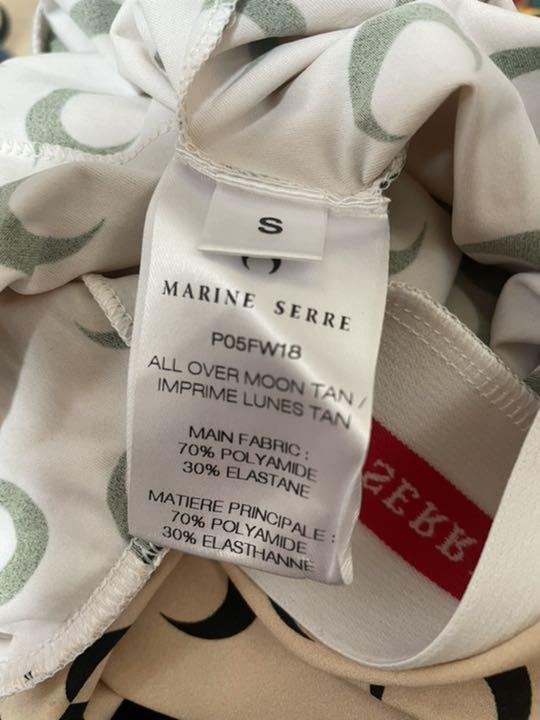 S
MARINE SERRE
P05FW18
ALL OVER MOON TAN /
IMPRIME LUNES TAN
MAIN FABRIC :
70% POLYAMIDE
30% ELASTANE
MATIERE PRINCIPALE :
70% POLYAMIDE
30% ELASTHANNE
SERR